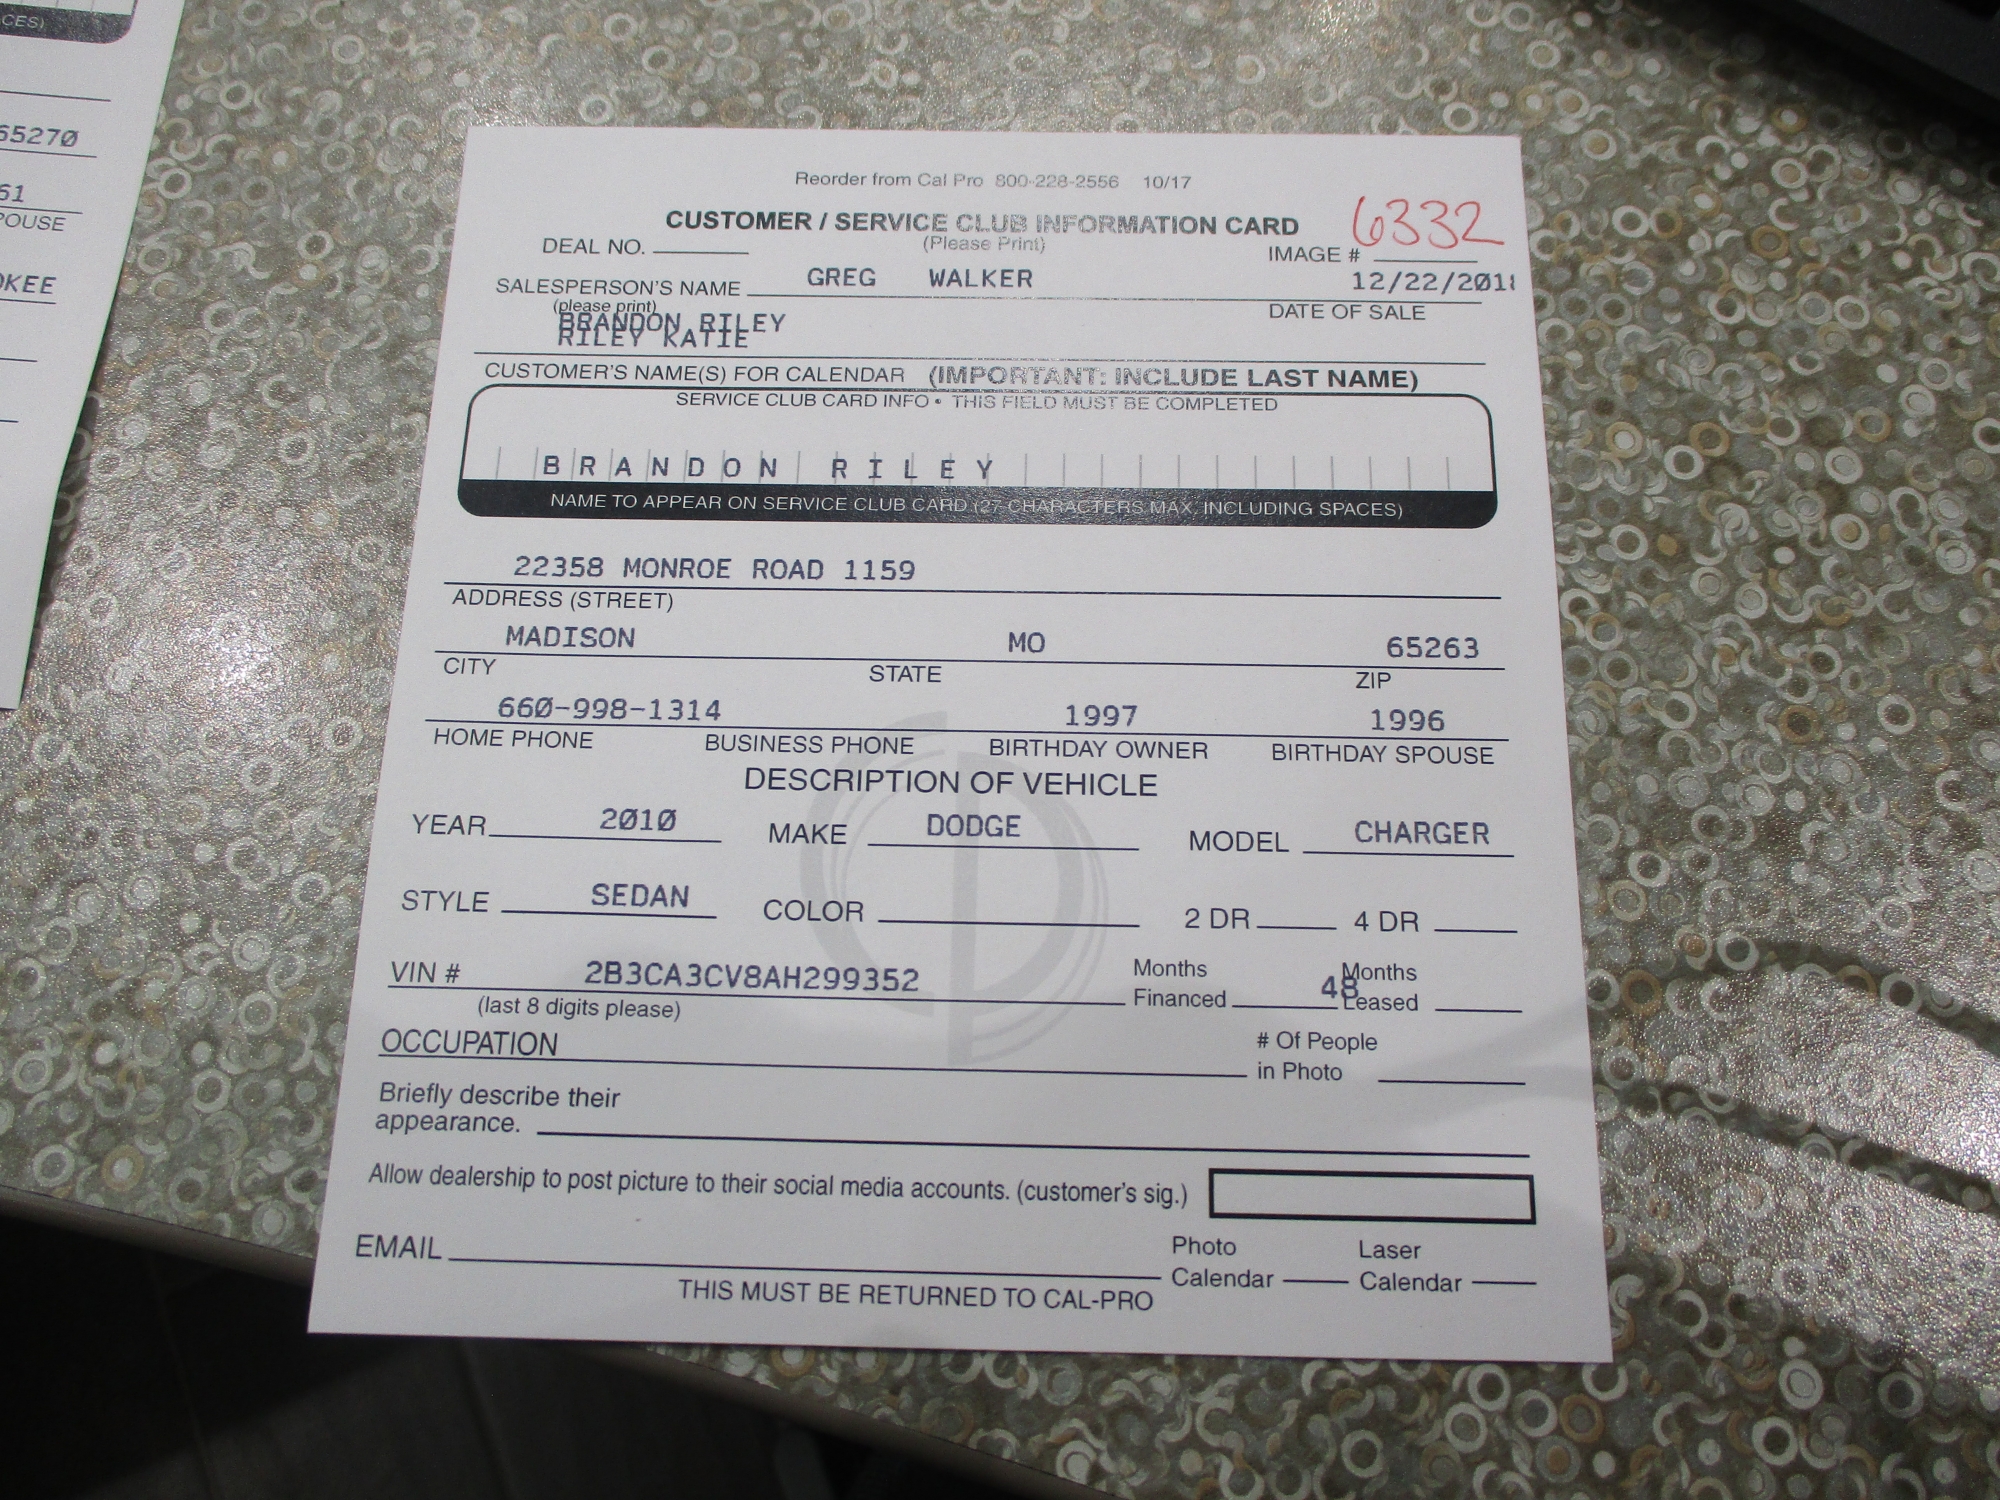 CES)
65270
61
POUSE
OKEE
Reorder from Cal Pro 800-228-2556 10/17
CUSTOMER / SERVICE CLUB INFORMATION CARD
6332
DEAL NO. (Please Print) IMAGE #
SALESPERSON'S NAME GREG WALKER 12/22/2018
(please print) DATE OF SALE
BRANDON RILEY
RILEY KATIE
CUSTOMER'S NAME(S) FOR CALENDAR (IMPORTANT: INCLUDE LAST NAME)
SERVICE CLUB CARD INFO • THIS FIELD MUST BE COMPLETED
BRANDON RILEY
NAME TO APPEAR ON SERVICE CLUB CARD (27 CHARACTERS MAX, INCLUDING SPACES)
22358 MONROE ROAD 1159
ADDRESS (STREET)
MADISON MO 65263
CITY STATE ZIP
660-998-1314 1997 1996
HOME PHONE BUSINESS PHONE BIRTHDAY OWNER BIRTHDAY SPOUSE
DESCRIPTION OF VEHICLE
YEAR 2010 MAKE DODGE MODEL CHARGER
STYLE SEDAN COLOR 2 DR 4 DR
VIN # 2B3CA3CV8AH299352 Months Financed 48 Months Leased
(last 8 digits please)
OCCUPATION # Of People in Photo
Briefly describe their
appearance.
Allow dealership to post picture to their social media accounts. (customer's sig.)
EMAIL Photo Calendar Laser Calendar
THIS MUST BE RETURNED TO CAL-PRO